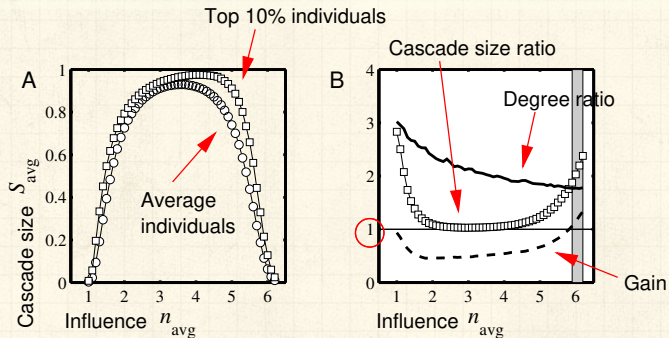 Top 10% individuals
A
Cascade size S_avg
1
0.8
0.6
0.4
0.2
0
Average
individuals
1 2 3 4 5 6
Influence n_avg
B
Cascade size ratio
Degree ratio
4
3
2
1
0
Gain
1 2 3 4 5 6
Influence n_avg